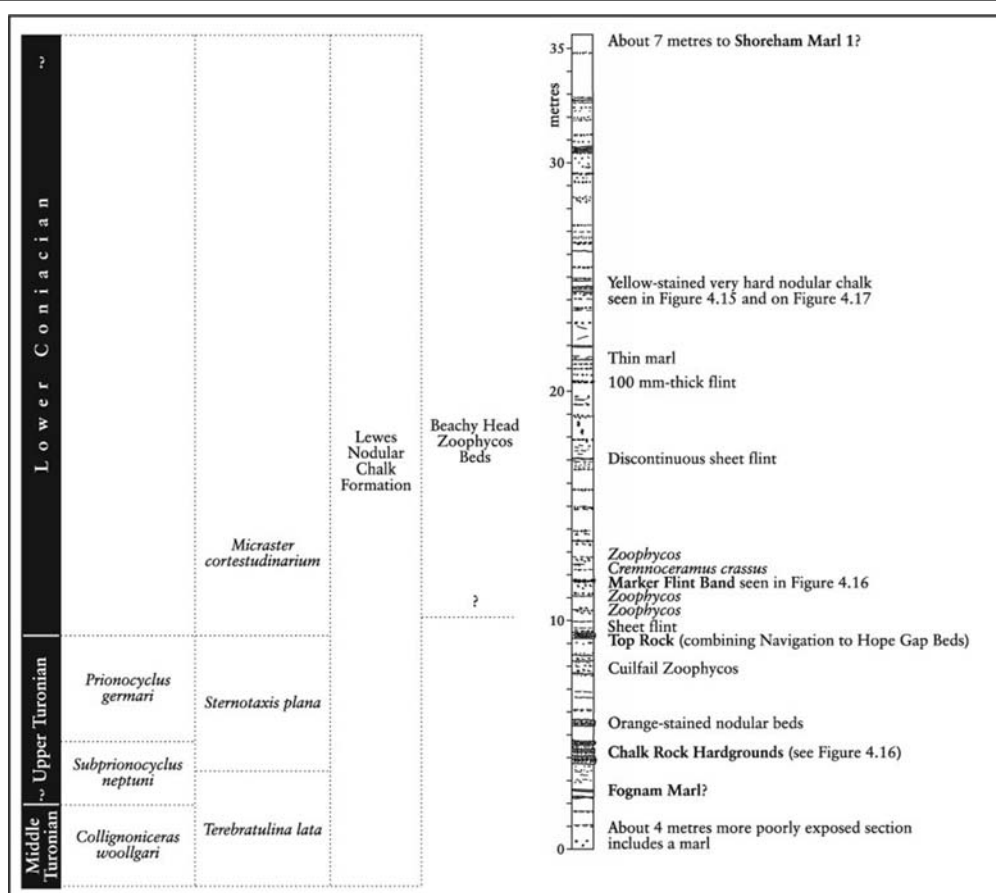 ?
Lower Coniacian
? Upper Turonian
Middle
Turonian
Prionocyclus
germari
Subprionocyclus
neptuni
Collignoniceras
woollgari
Micraster
cortestudinarium
Sternotaxis plana
Terebratulina lata
Lewes
Nodular
Chalk
Formation
Beachy Head
Zoophycos
Beds
?
metres
35
30
20
10
0
About 7 metres to Shoreham Marl 1?
Yellow-stained very hard nodular chalk
seen in Figure 4.15 and on Figure 4.17
Thin marl
100 mm-thick flint
Discontinuous sheet flint
Zoophycos
Cremnoceramus crassus
Marker Flint Band seen in Figure 4.16
Zoophycos
Zoophycos
Sheet flint
Top Rock (combining Navigation to Hope Gap Beds)
Cuilfail Zoophycos
Orange-stained nodular beds
Chalk Rock Hardgrounds (see Figure 4.16)
Fognam Marl?
About 4 metres more poorly exposed section
includes a marl